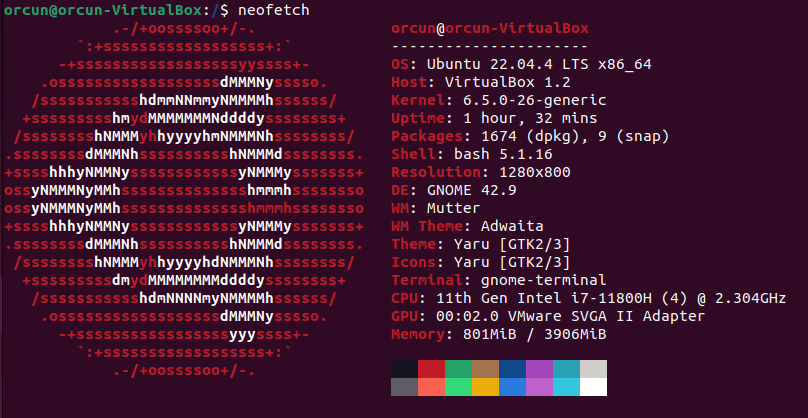 orcun@orcun-VirtualBox:/$ neofetch
            .-/+oossssoo+/-.               orcun@orcun-VirtualBox
        `:+ssssssssssssssssss+:`           ----------------------
      -+ssssssssssssssssssyyssss+-         OS: Ubuntu 22.04.4 LTS x86_64
    .ossssssssssssssssssdMMMNysssso.       Host: VirtualBox 1.2
   /ssssssssssshdmmNNmmyNMMMMhssssss/      Kernel: 6.5.0-26-generic
  +ssssssssshmydMMMMMMMNddddyssssssss+     Uptime: 1 hour, 32 mins
 /sssssssshNMMMyhhyyyyhmNMMMNhssssssss/    Packages: 1674 (dpkg), 9 (snap)
.ssssssssdMMMNhsssssssssshNMMMdssssssss.   Shell: bash 5.1.16
+sssshhhyNMMNyssssssssssssyNMMMysssssss+   Resolution: 1280x800
ossyNMMMNyMMhsssssssssssssshmmmhssssssso   DE: GNOME 42.9
ossyNMMMNyMMhsssssssssssssshmmmhssssssso   WM: Mutter
+sssshhhyNMMNyssssssssssssyNMMMysssssss+   WM Theme: Adwaita
.ssssssssdMMMNhsssssssssshNMMMdssssssss.   Theme: Yaru [GTK2/3]
 /sssssssshNMMMyhhyyyyhdNMMMNhssssssss/    Icons: Yaru [GTK2/3]
  +sssssssssdmydMMMMMMMMddddyssssssss+     Terminal: gnome-terminal
   /ssssssssssshdmNNNNmyNMMMMhssssss/      CPU: 11th Gen Intel i7-11800H (4) @ 2.304GHz
    .ossssssssssssssssssdMMMNysssso.       GPU: 00:02.0 VMware SVGA II Adapter
      -+sssssssssssssssssyyyssss+-         Memory: 801MiB / 3906MiB
        `:+ssssssssssssssssss+:`
            .-/+oossssoo+/-.